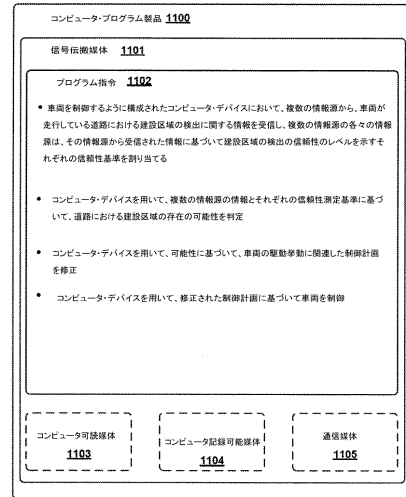 コンピュータ・プログラム製品 1100
信号伝搬媒体 1101
プログラム指令 1102
• 車両を制御するように構成されたコンピュータ・デバイスにおいて、複数の情報源から、車両が
走行している道路における建設区域の検出に関する情報を受信し、複数の情報源の各々の情報
源は、その情報源から受信された情報に基づいて建設区域の検出の信頼性のレベルを示すそ
れぞれの信頼性基準を割り当てる
• コンピュータ・デバイスを用いて、複数の情報源の情報とそれぞれの信頼性測定基準に基づ
いて、道路における建設区域の存在の可能性を判定
• コンピュータ・デバイスを用いて、可能性に基づいて、車両の駆動挙動に関連した制御計画
を修正
• コンピュータ・デバイスを用いて、修正された制御計画に基づいて車両を制御
コンピュータ可読媒体
1103
コンピュータ記録可能媒体
1104
通信媒体
1105